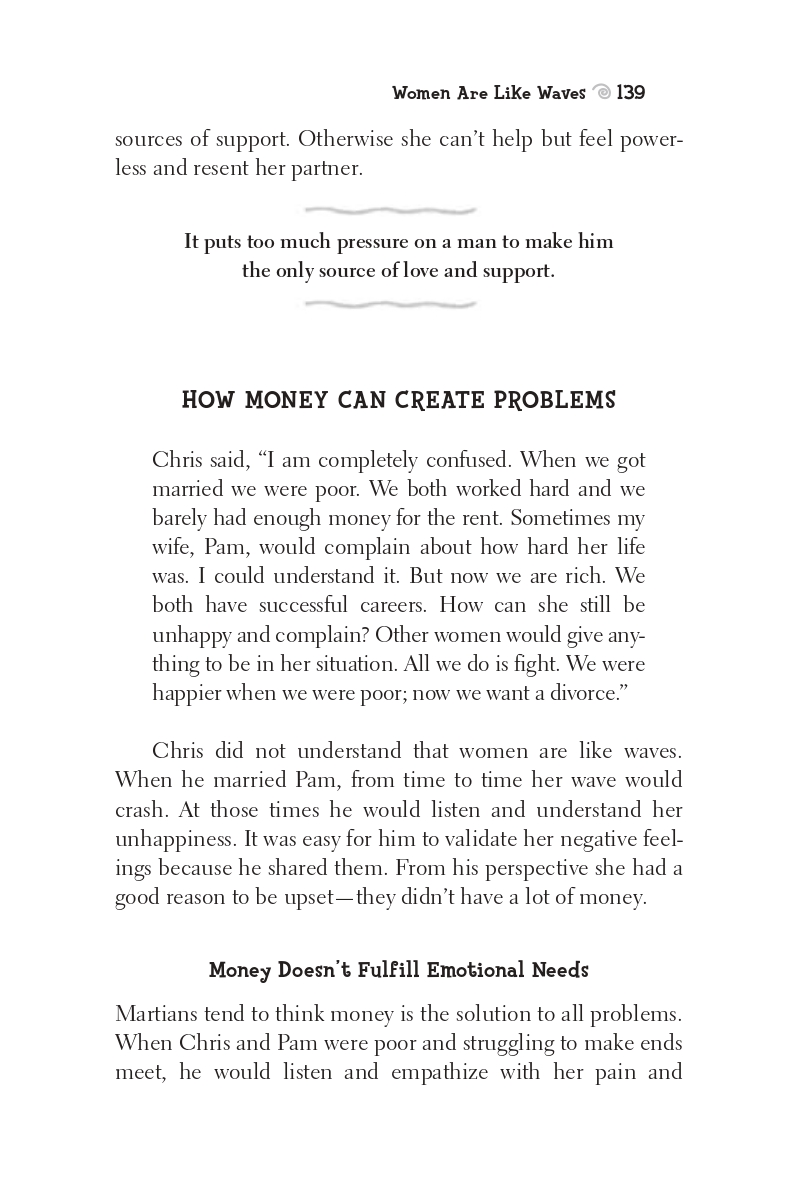 Women Are Like Waves 139
sources of support. Otherwise she can't help but feel power-
less and resent her partner.
It puts too much pressure on a man to make him
the only source of love and support.
HOW MONEY CAN CREATE PROBLEMS
Chris said, “I am completely confused. When we got
married we were poor. We both worked hard and we
barely had enough money for the rent. Sometimes my
wife, Pam, would complain about how hard her life
was. I could understand it. But now we are rich. We
both have successful careers. How can she still be
unhappy and complain? Other women would give any-
thing to be in her situation. All we do is fight. We were
happier when we were poor; now we want a divorce.”
Chris did not understand that women are like waves.
When he married Pam, from time to time her wave would
crash. At those times he would listen and understand her
unhappiness. It was easy for him to validate her negative feel-
ings because he shared them. From his perspective she had a
good reason to be upset—they didn't have a lot of money.
Money Doesn't Fulfill Emotional Needs
Martians tend to think money is the solution to all problems.
When Chris and Pam were poor and struggling to make ends
meet, he would listen and empathize with her pain and